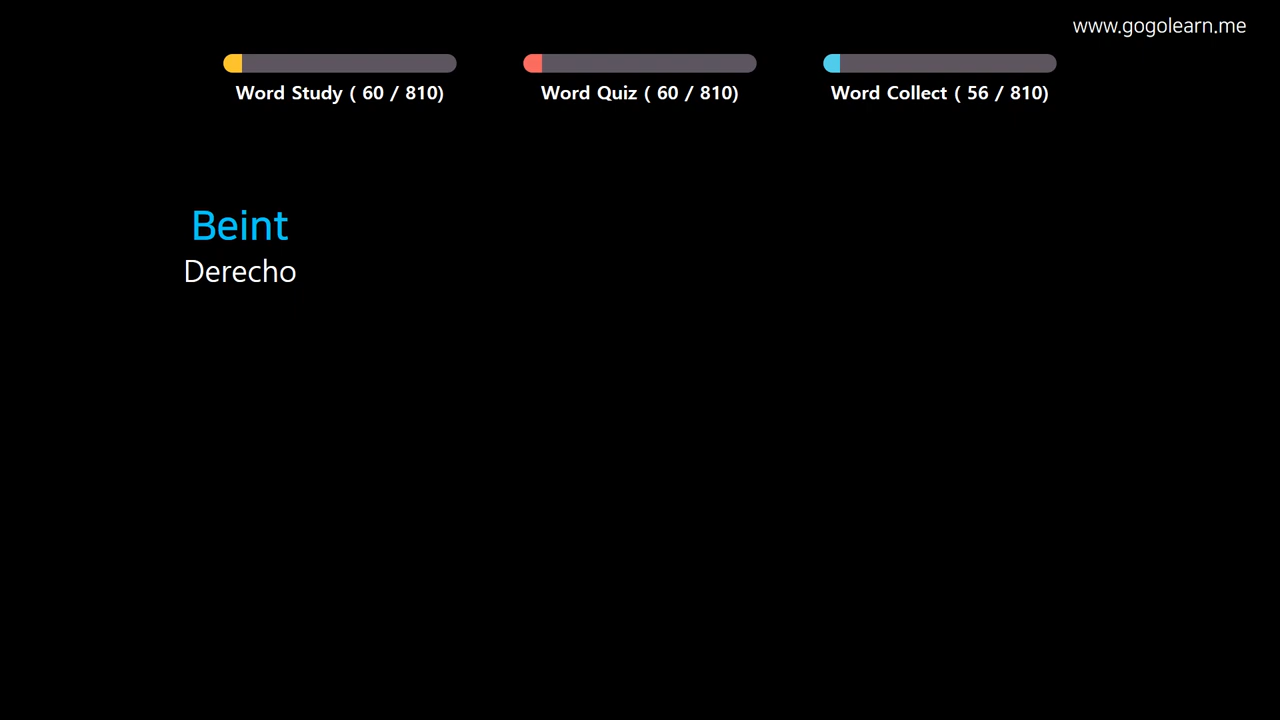 www.gogolearn.me
Word Study ( 60 / 810)
Word Quiz ( 60 / 810)
Word Collect ( 56 / 810)
Beint
Derecho